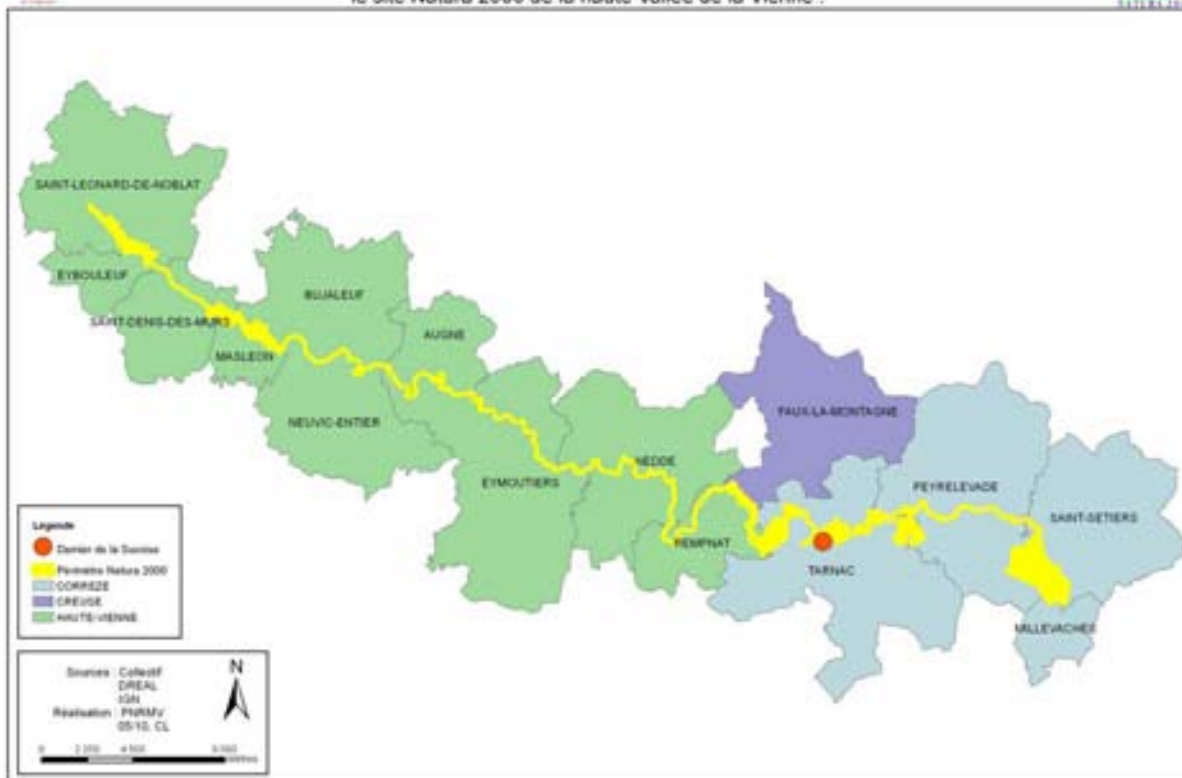 le site Natura 2000 de la haute vallée de la Vienne :
SAINT-LEONARD-DE-NOBLAT
EYBOULEUF
BUJALEUF
SAINT-DENIS-DES-MURS
AUGNE
MASLEON
FAUX-LA-MONTAGNE
NEUVIC-ENTIER
NEDDE
EYMOUTIERS
PEYRELEVADE
SAINT-SETIERS
REMPNAT
TARNAC
MILLEVACHES
Légende
Damier de la Succise
Périmètre Natura 2000
CORREZE
CREUSE
HAUTE-VIENNE
Sources : Collectif
DREAL
IGN
Réalisation : PNRMV
05/10, CL
N
0